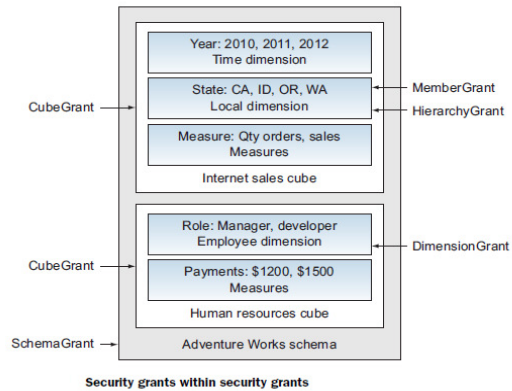 Year: 2010, 2011, 2012
Time dimension
State: CA, ID, OR, WA
Local dimension
MemberGrant
CubeGrant
HierarchyGrant
Measure: Qty orders, sales
Measures
Internet sales cube
Role: Manager, developer
Employee dimension
DimensionGrant
CubeGrant
Payments: $1200, $1500
Measures
Human resources cube
SchemaGrant
Adventure Works schema
Security grants within security grants